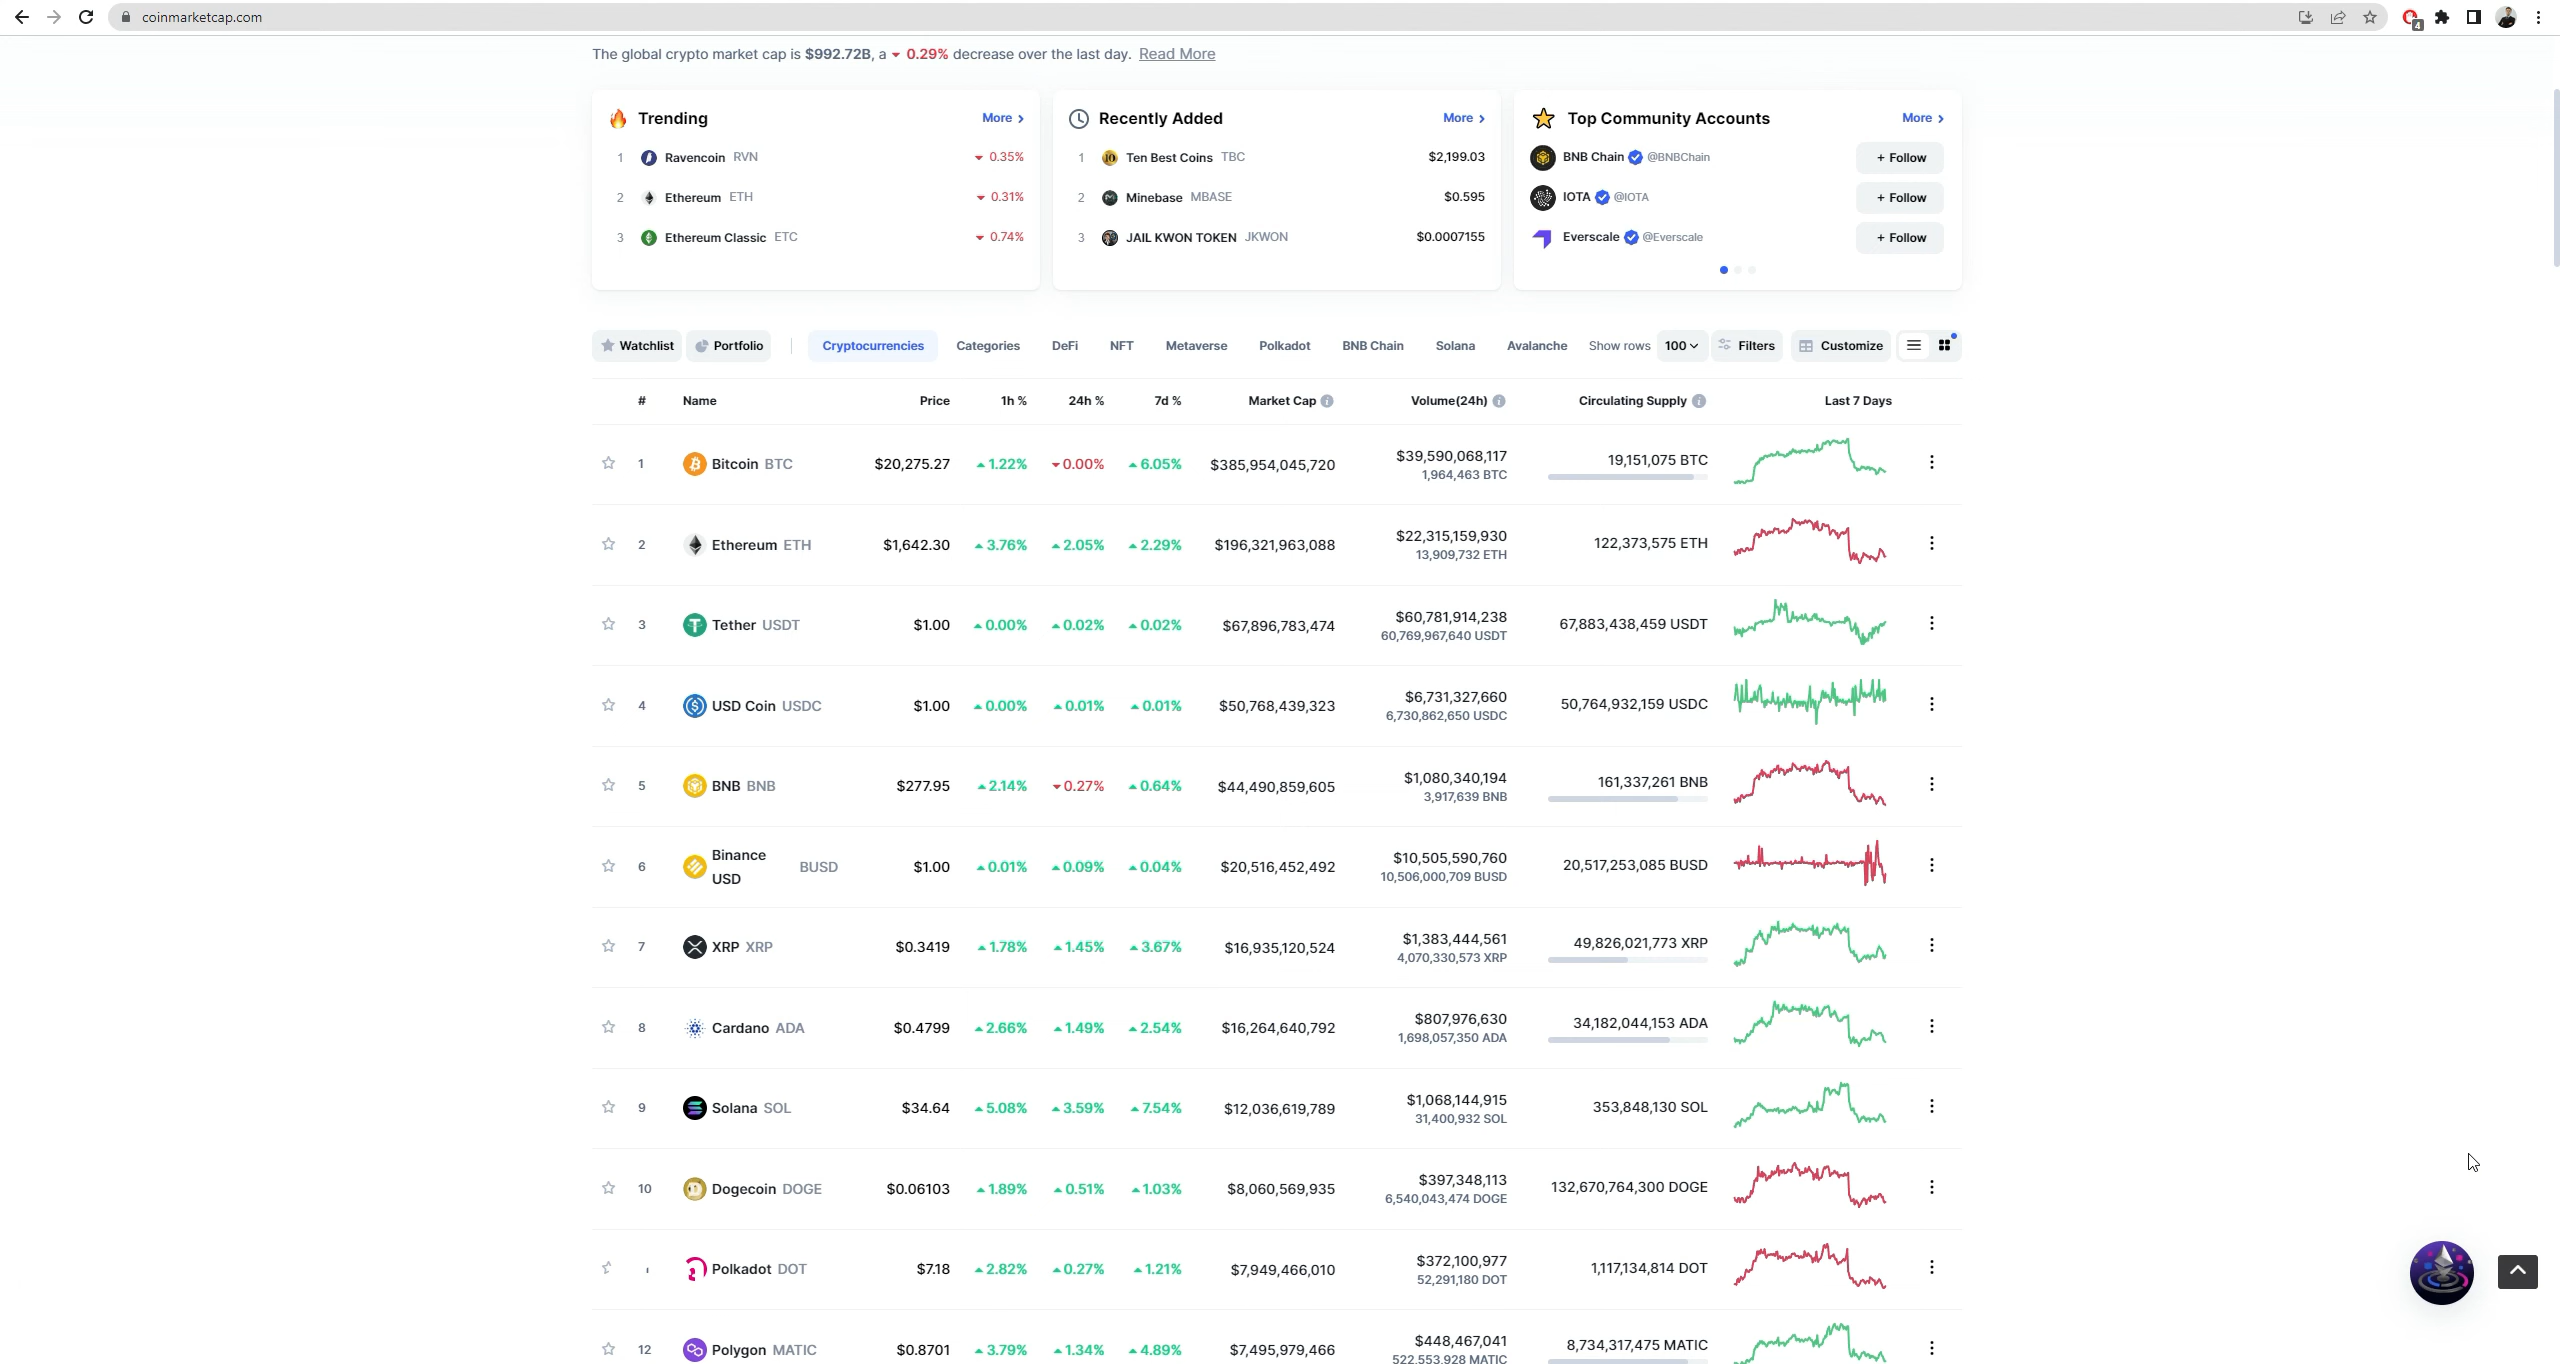 coinmarketcap.com
4
The global crypto market cap is $992.72B, a 0.29% decrease over the last day. Read More
Trending More
1 Ravencoin RVN 0.35%
2 Ethereum ETH 0.31%
3 Ethereum Classic ETC 0.74%
Recently Added More
1 Ten Best Coins TBC $2,199.03
2 Minebase MBASE $0.595
3 JAIL KWON TOKEN JKWON $0.0007155
Top Community Accounts More
BNB Chain @BNBChain + Follow
IOTA @IOTA + Follow
Everscale @Everscale + Follow
Watchlist Portfolio Cryptocurrencies Categories DeFi NFT Metaverse Polkadot BNB Chain Solana Avalanche Show rows 100 Filters Customize
# Name Price 1h % 24h % 7d % Market Cap Volume(24h) Circulating Supply Last 7 Days
1 Bitcoin BTC $20,275.27 1.22% 0.00% 6.05% $385,954,045,720 $39,590,068,117 19,151,075 BTC
1,964,463 BTC
2 Ethereum ETH $1,642.30 3.76% 2.05% 2.29% $196,321,963,088 $22,315,159,930 122,373,575 ETH
13,909,732 ETH
3 Tether USDT $1.00 0.00% 0.02% 0.02% $67,896,783,474 $60,781,914,238 67,883,438,459 USDT
60,769,967,640 USDT
4 USD Coin USDC $1.00 0.00% 0.01% 0.01% $50,768,439,323 $6,731,327,660 50,764,932,159 USDC
6,730,862,650 USDC
5 BNB BNB $277.95 2.14% 0.27% 0.64% $44,490,859,605 $1,080,340,194 161,337,261 BNB
3,917,639 BNB
6 Binance USD BUSD $1.00 0.01% 0.09% 0.04% $20,516,452,492 $10,505,590,760 20,517,253,085 BUSD
10,506,000,709 BUSD
7 XRP XRP $0.3419 1.78% 1.45% 3.67% $16,935,120,524 $1,383,444,561 49,826,021,773 XRP
4,070,330,573 XRP
8 Cardano ADA $0.4799 2.66% 1.49% 2.54% $16,264,640,792 $807,976,630 34,182,044,153 ADA
1,698,057,350 ADA
9 Solana SOL $34.64 5.08% 3.59% 7.54% $12,036,619,789 $1,068,144,915 353,848,130 SOL
31,400,932 SOL
10 Dogecoin DOGE $0.06103 1.89% 0.51% 1.03% $8,060,569,935 $397,348,113 132,670,764,300 DOGE
6,540,043,474 DOGE
Polkadot DOT $7.18 2.82% 0.27% 1.21% $7,949,466,010 $372,100,977 1,117,134,814 DOT
52,291,180 DOT
12 Polygon MATIC $0.8701 3.79% 1.34% 4.89% $7,495,979,466 $448,467,041 8,734,317,475 MATIC
522,553,928 MATIC